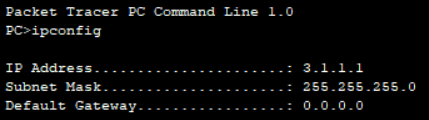 Packet Tracer PC Command Line 1.0
PC>ipconfig
IP Address......................: 3.1.1.1
Subnet Mask.....................: 255.255.255.0
Default Gateway.................: 0.0.0.0